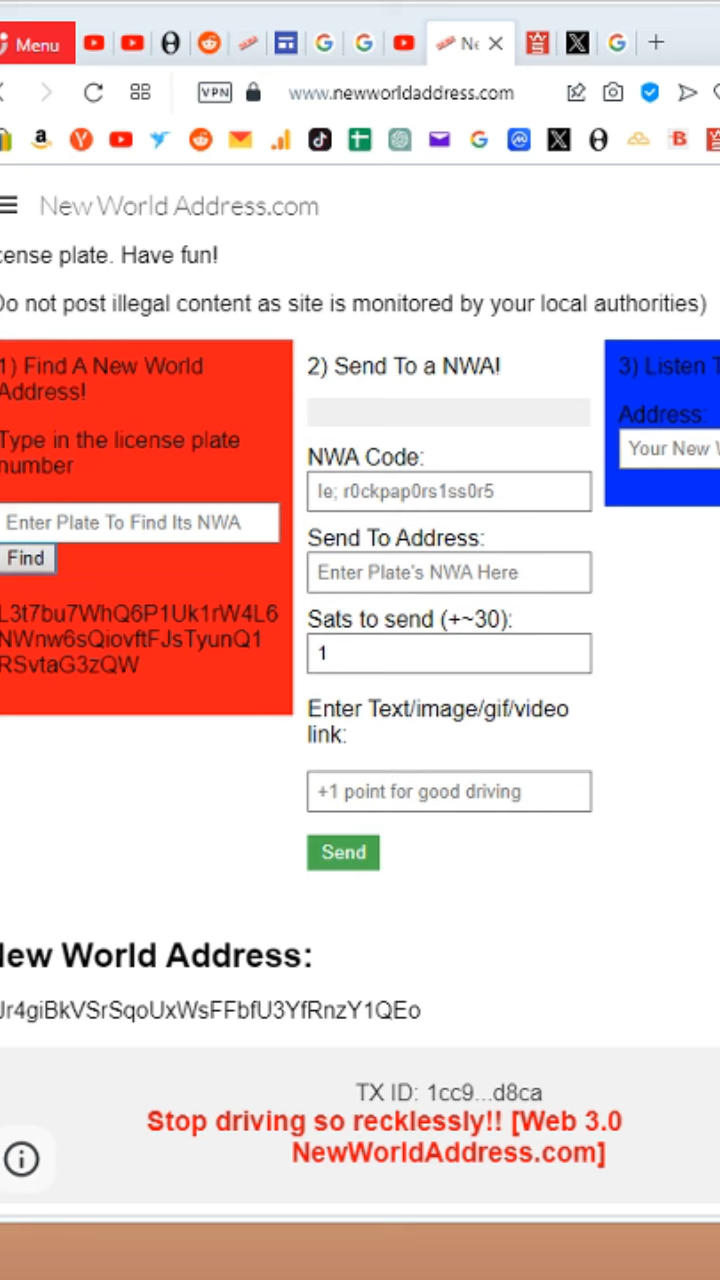 Menu
Ne
VPN
www.newworldaddress.com
New World Address.com
cense plate. Have fun!
Do not post illegal content as site is monitored by your local authorities)
1) Find A New World
Address!
Type in the license plate
number
Enter Plate To Find Its NWA
Find
L3t7bu7WhQ6P1Uk1rW4L6
NWnw6sQiovftFJsTyunQ1
RSvtaG3zQW
2) Send To a NWA!
NWA Code:
Ie; r0ckpap0rs1ss0r5
Send To Address:
Enter Plate's NWA Here
Sats to send (+~30):
1
Enter Text/image/gif/video
link:
+1 point for good driving
Send
3) Listen T
Address:
Your New W
New World Address:
Jr4giBkVSrSqoUxWsFFbfU3YfRnzY1QEo
TX ID: 1cc9...d8ca
Stop driving so recklessly!! [Web 3.0
NewWorldAddress.com]